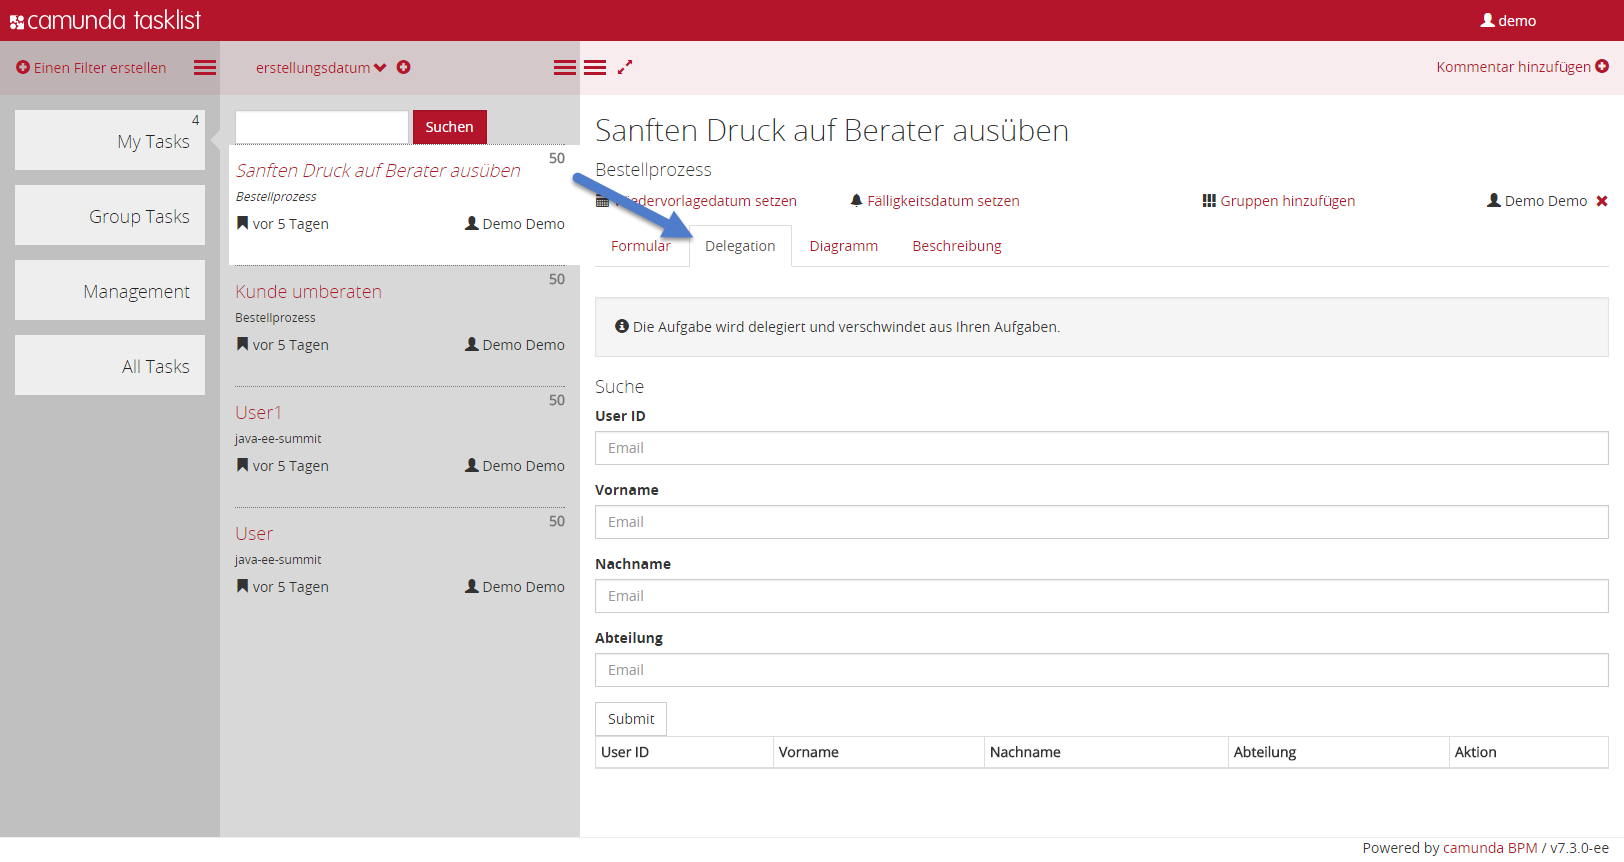 camunda tasklist
demo
Einen Filter erstellen
erstellungsdatum
Kommentar hinzufügen
4
My Tasks
Group Tasks
Management
All Tasks
Suchen
50
Sanften Druck auf Berater ausüben
Bestellprozess
vor 5 Tagen
Demo Demo
50
Kunde umberaten
Bestellprozess
vor 5 Tagen
Demo Demo
50
User1
java-ee-summit
vor 5 Tagen
Demo Demo
50
User
java-ee-summit
vor 5 Tagen
Demo Demo
Sanften Druck auf Berater ausüben
Bestellprozess
Wiedervorlagedatum setzen
Fälligkeitsdatum setzen
Gruppen hinzufügen
Demo Demo
Formular
Delegation
Diagramm
Beschreibung
Die Aufgabe wird delegiert und verschwindet aus Ihren Aufgaben.
Suche
User ID
Email
Vorname
Email
Nachname
Email
Abteilung
Email
Submit
User ID Vorname Nachname Abteilung Aktion
Powered by camunda BPM / v7.3.0-ee